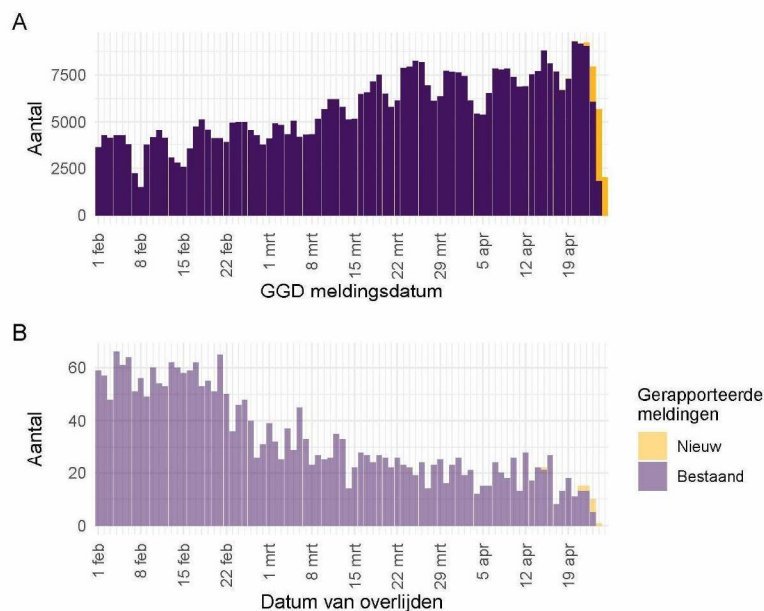 A
Aantal
7500
5000
2500
0
1 feb
8 feb
15 feb
22 feb
1 mrt
8 mrt
15 mrt
22 mrt
29 mrt
5 apr
12 apr
19 apr
GGD meldingsdatum
B
Aantal
60
40
20
0
1 feb
8 feb
15 feb
22 feb
1 mrt
8 mrt
15 mrt
22 mrt
29 mrt
5 apr
12 apr
19 apr
Datum van overlijden
Gerapporteerde
meldingen
Nieuw
Bestaand